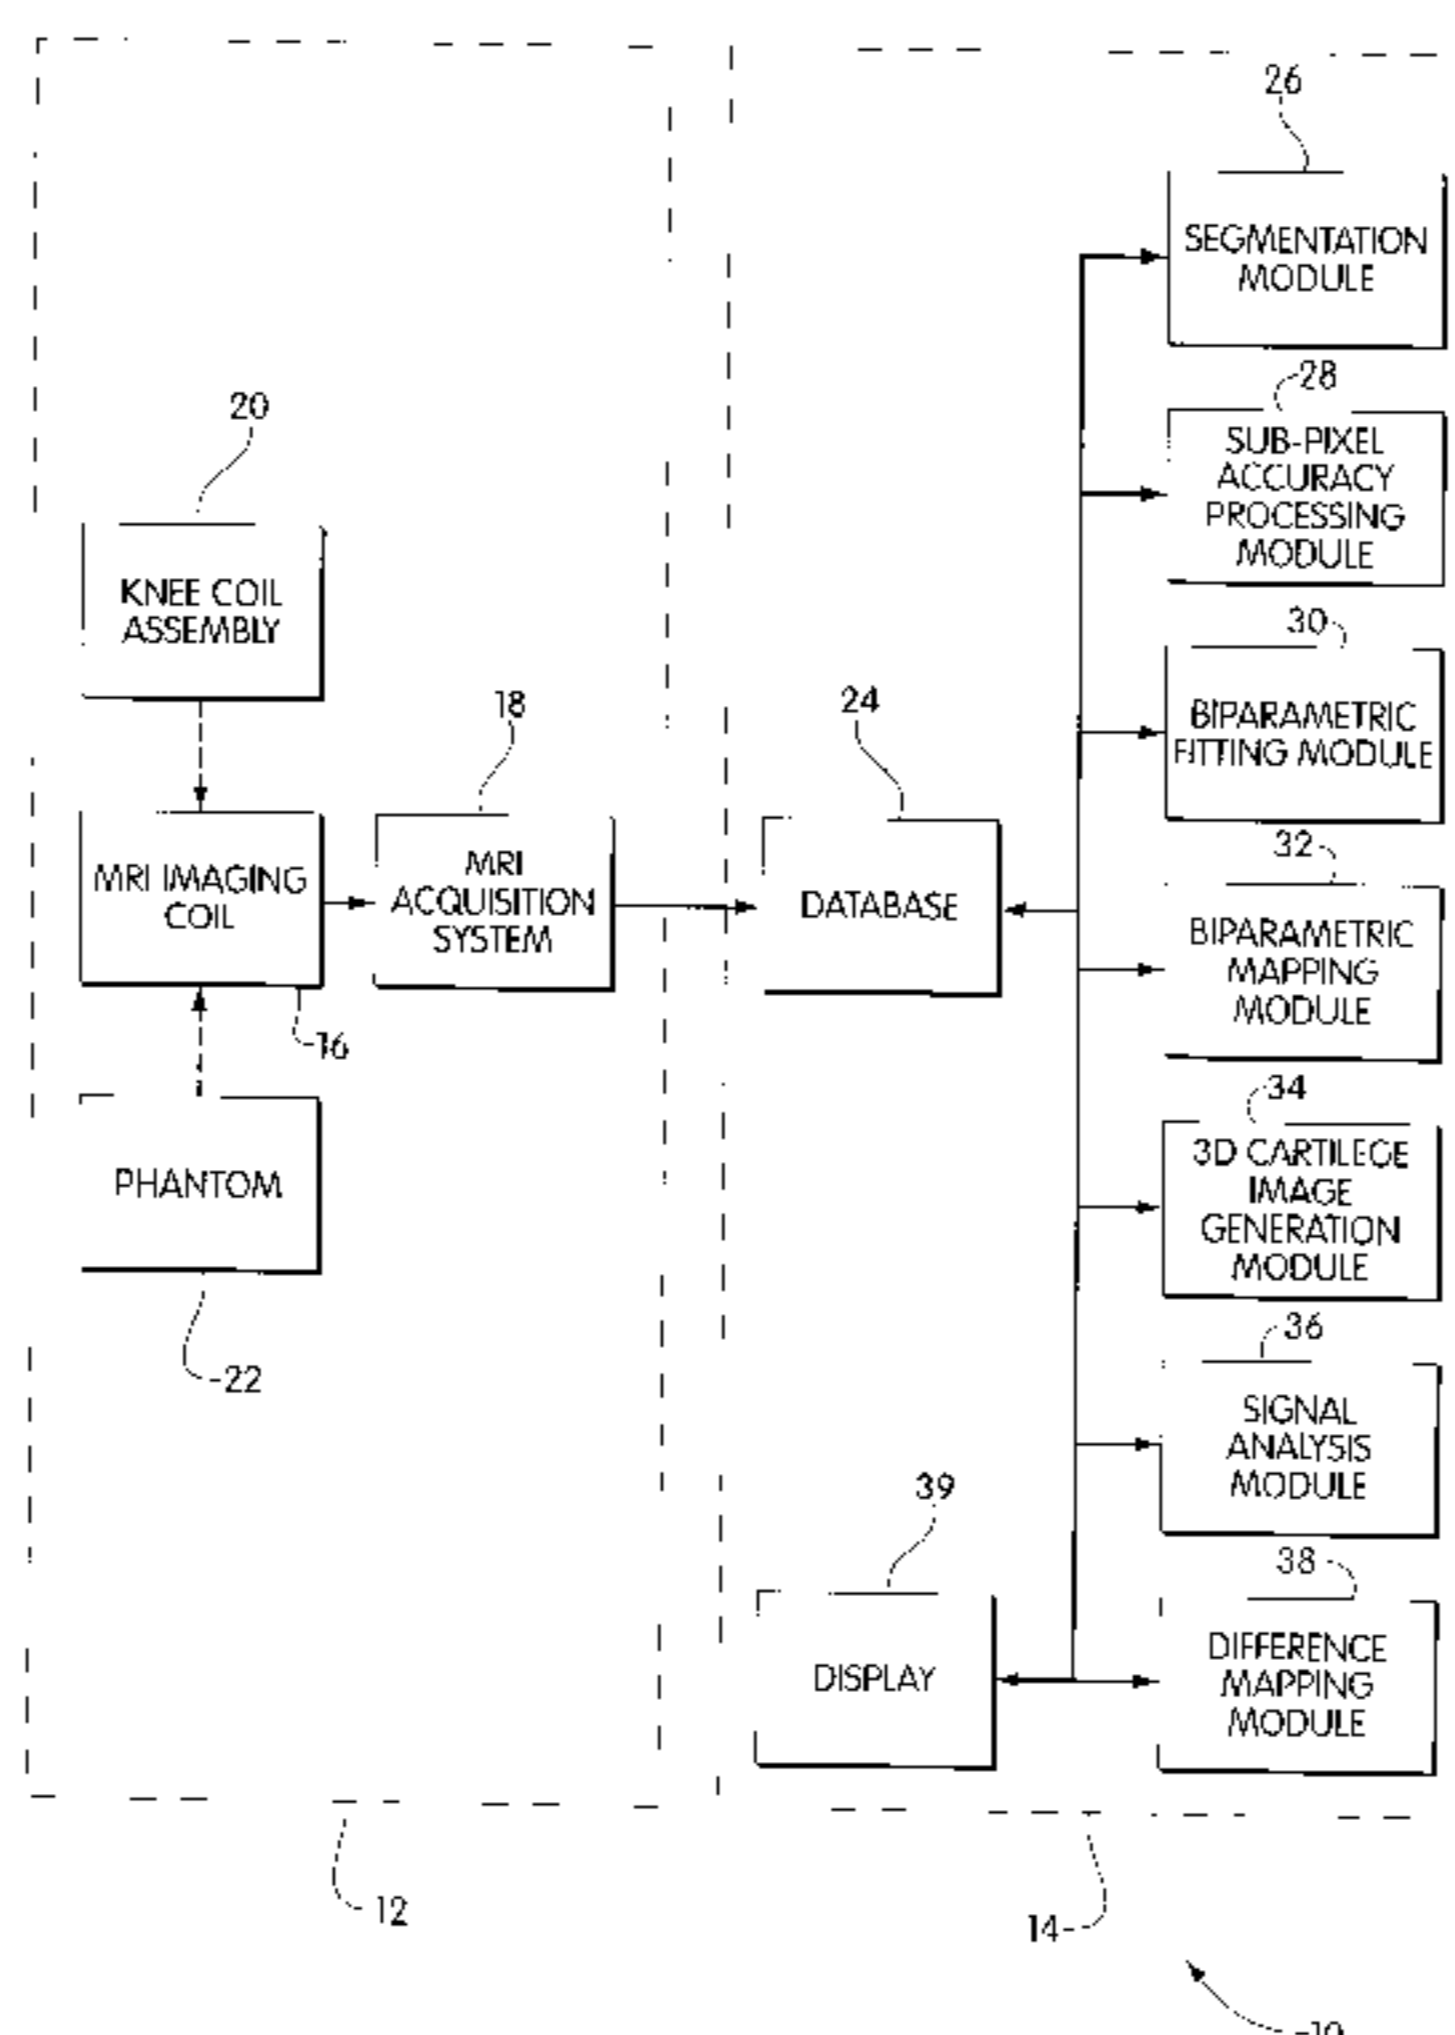 26
SEGMENTATION
MODULE
28
SUB-PIXEL
ACCURACY
PROCESSING
MODULE
20
KNEE COIL
ASSEMBLY
30
BIPARAMETRIC
FITTING MODULE
18
24
32
MRI IMAGING
COIL
16
MRI
ACQUISITION
SYSTEM
DATABASE
BIPARAMETRIC
MAPPING
MODULE
34
3D CARTILEGE
IMAGE
GENERATION
MODULE
PHANTOM
22
36
SIGNAL
ANALYSIS
MODULE
39
38
DISPLAY
DIFFERENCE
MAPPING
MODULE
12
14
10